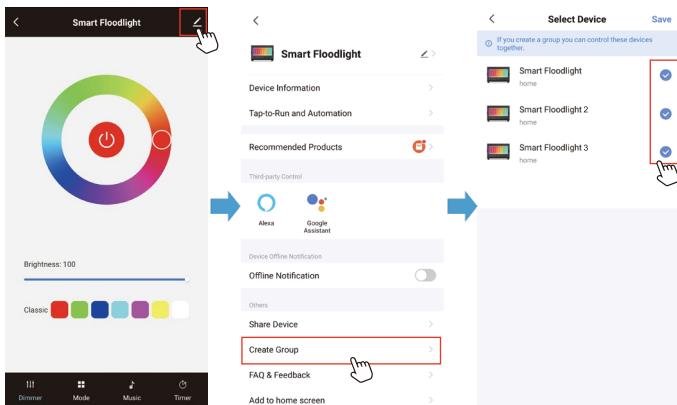 Smart Floodlight
Brightness: 100
Classic
Dimmer
Mode
Music
Timer
Smart Floodlight
Device Information
Tap-to-Run and Automation
Recommended Products
Third-party Control
Alexa
Google
Assistant
Device Offline Notification
Offline Notification
Others
Share Device
Create Group
FAQ & Feedback
Add to home screen
Select Device
Save
If you create a group you can control these devices
together.
Smart Floodlight
home
Smart Floodlight 2
home
Smart Floodlight 3
home